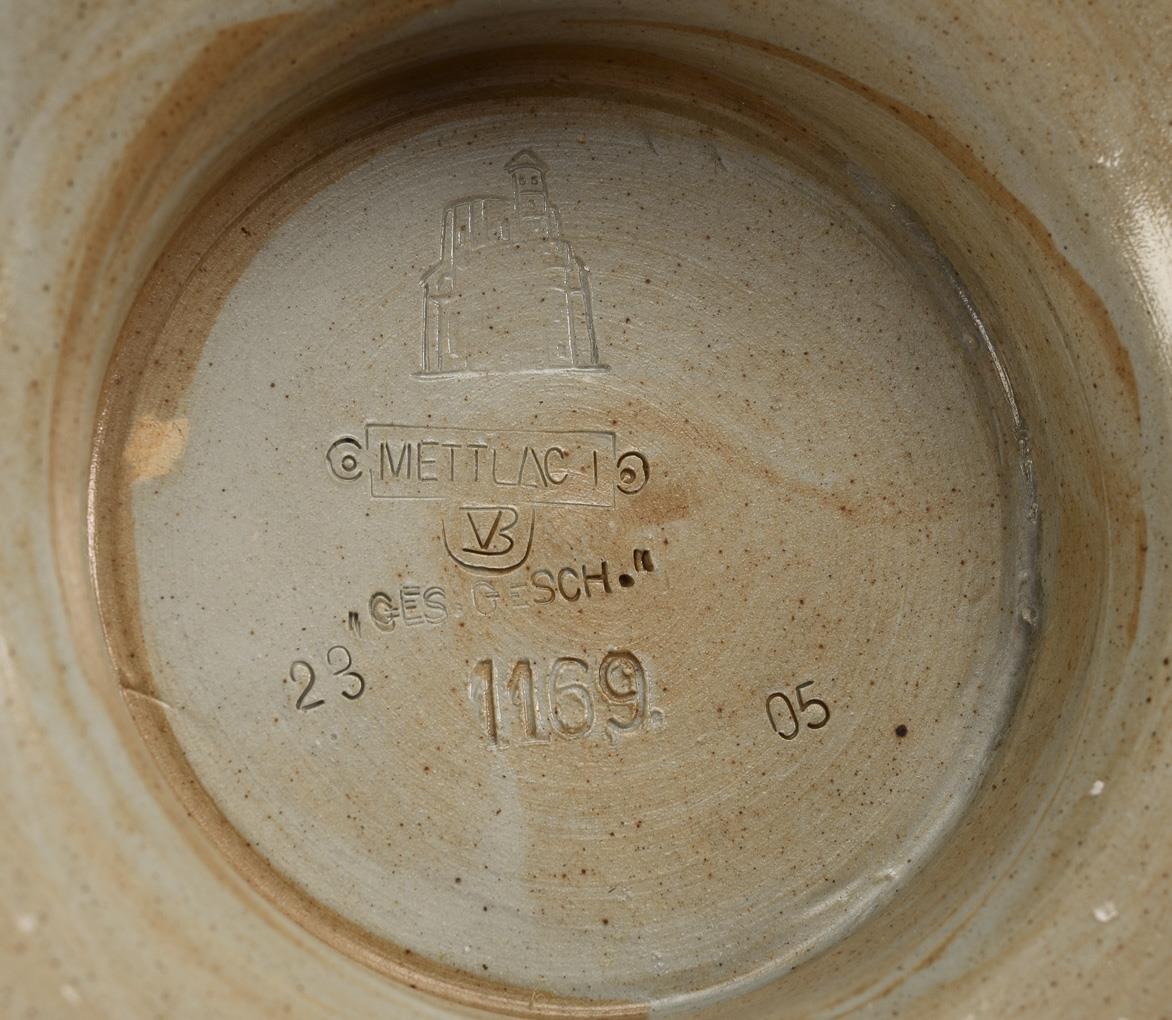 METTLACH
VB
„GES. GESCH.“
23 1169. 05